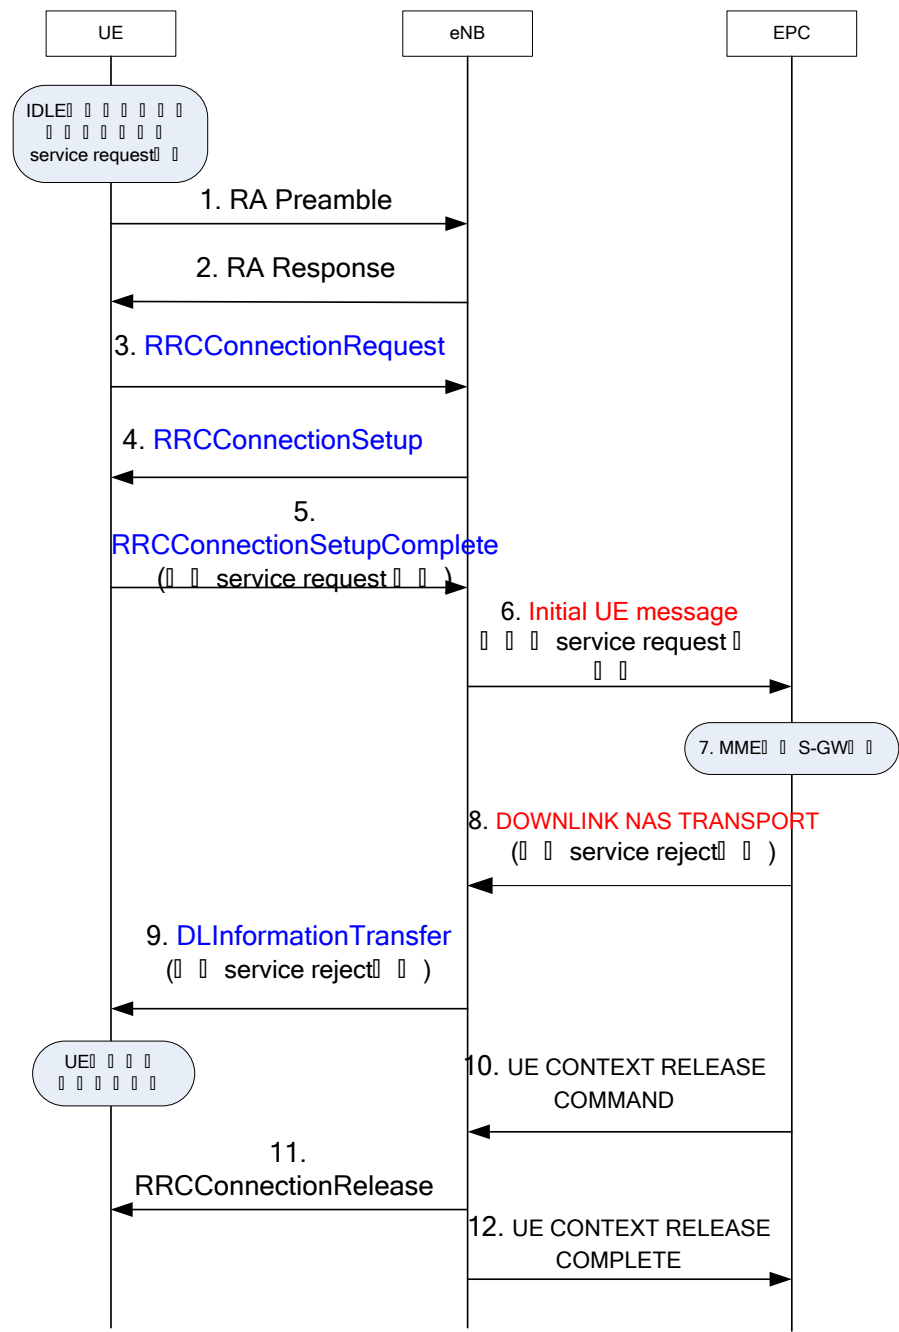 UE
eNB
EPC
IDLE
service request
1. RA Preamble
2. RA Response
3. RRCConnectionRequest
4. RRCConnectionSetup
5.
RRCConnectionSetupComplete
( service request )
6. Initial UE message
service request
7. MME S-GW
8. DOWNLINK NAS TRANSPORT
( service reject )
9. DLInformationTransfer
( service reject )
UE
10. UE CONTEXT RELEASE
COMMAND
11.
RRCConnectionRelease
12. UE CONTEXT RELEASE
COMPLETE